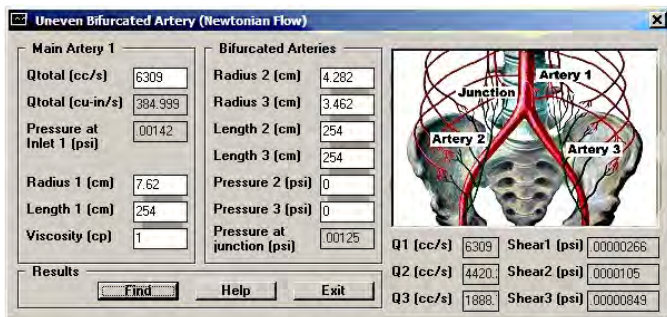 Uneven Bifurcated Artery (Newtonian Flow)
Main Artery 1
Qtotal (cc/s) 6309
Qtotal (cu-in/s) 384.999
Pressure at
Inlet 1 (psi) .00142
Radius 1 (cm) 7.62
Length 1 (cm) 254
Viscosity (cp) 1
Bifurcated Arteries
Radius 2 (cm) 4.282
Radius 3 (cm) 3.462
Length 2 (cm) 254
Length 3 (cm) 254
Pressure 2 (psi) 0
Pressure 3 (psi) 0
Pressure at
junction (psi) .00125
Artery 1
Junction
Artery 2
Artery 3
Q1 (cc/s) 6309 Shear1 (psi) .00000266
Q2 (cc/s) 4420. Shear2 (psi) .0000105
Q3 (cc/s) 1888. Shear3 (psi) .00000849
Results
Find Help Exit